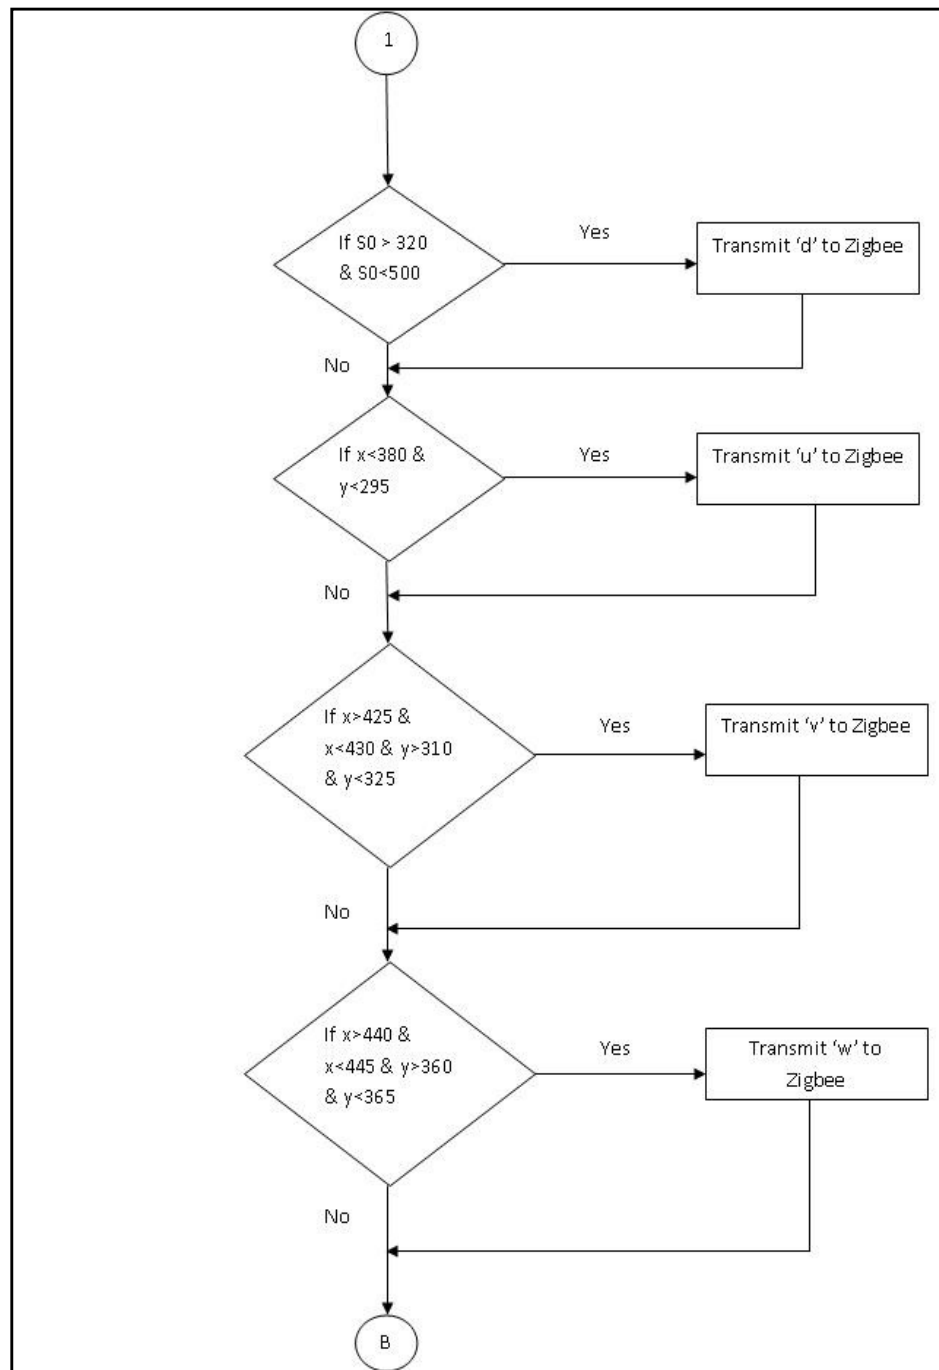 1
If S0 > 320
& S0<500
Yes
Transmit ‘d’ to Zigbee
No
If x<380 &
y<295
Yes
Transmit ‘u’ to Zigbee
No
If x>425 &
x<430 & y>310
& y<325
Yes
Transmit ‘v’ to Zigbee
No
If x>440 &
x<445 & y>360
& y<365
Yes
Transmit ‘w’ to
Zigbee
No
B